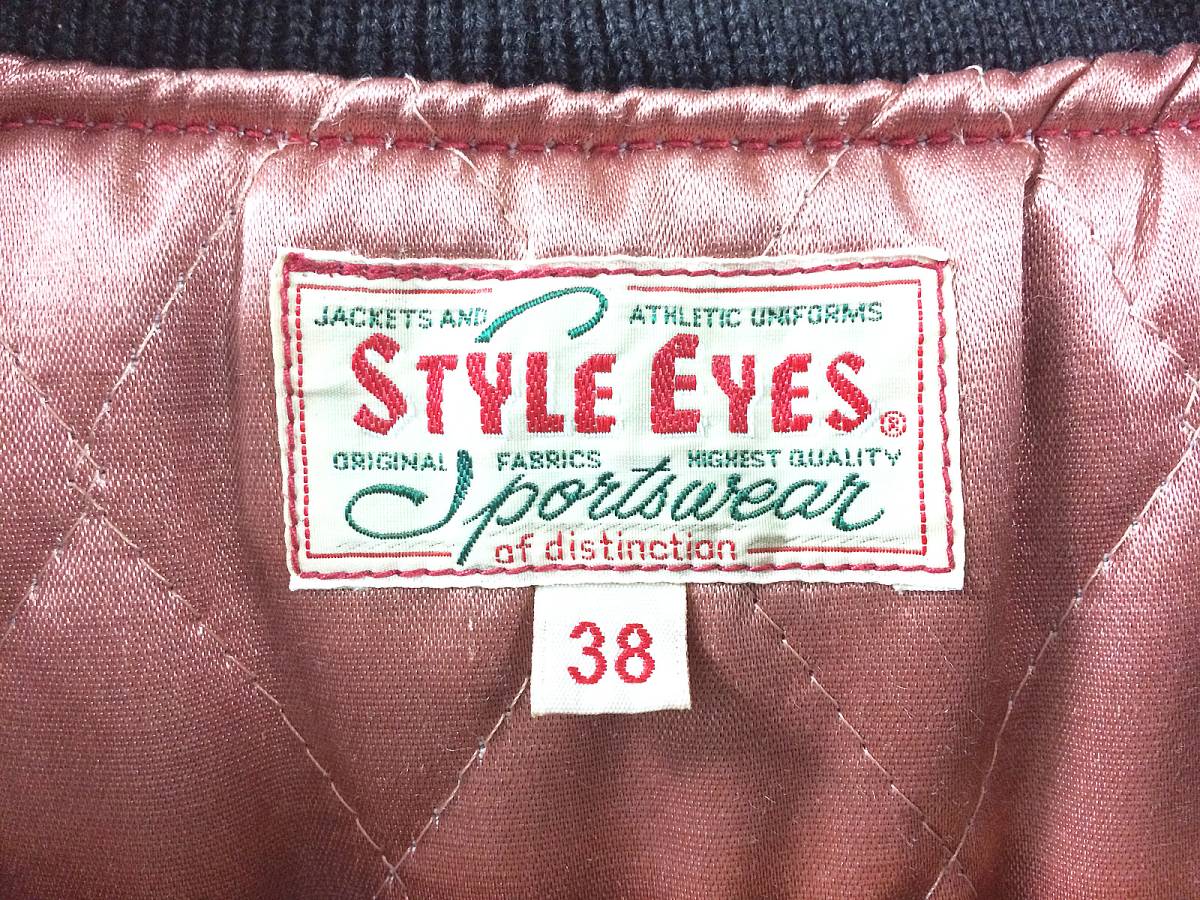 JACKETS AND ATHLETIC UNIFORMS
STYLE EYES®
ORIGINAL FABRICS HIGHEST QUALITY
Sportswear
of distinction
38